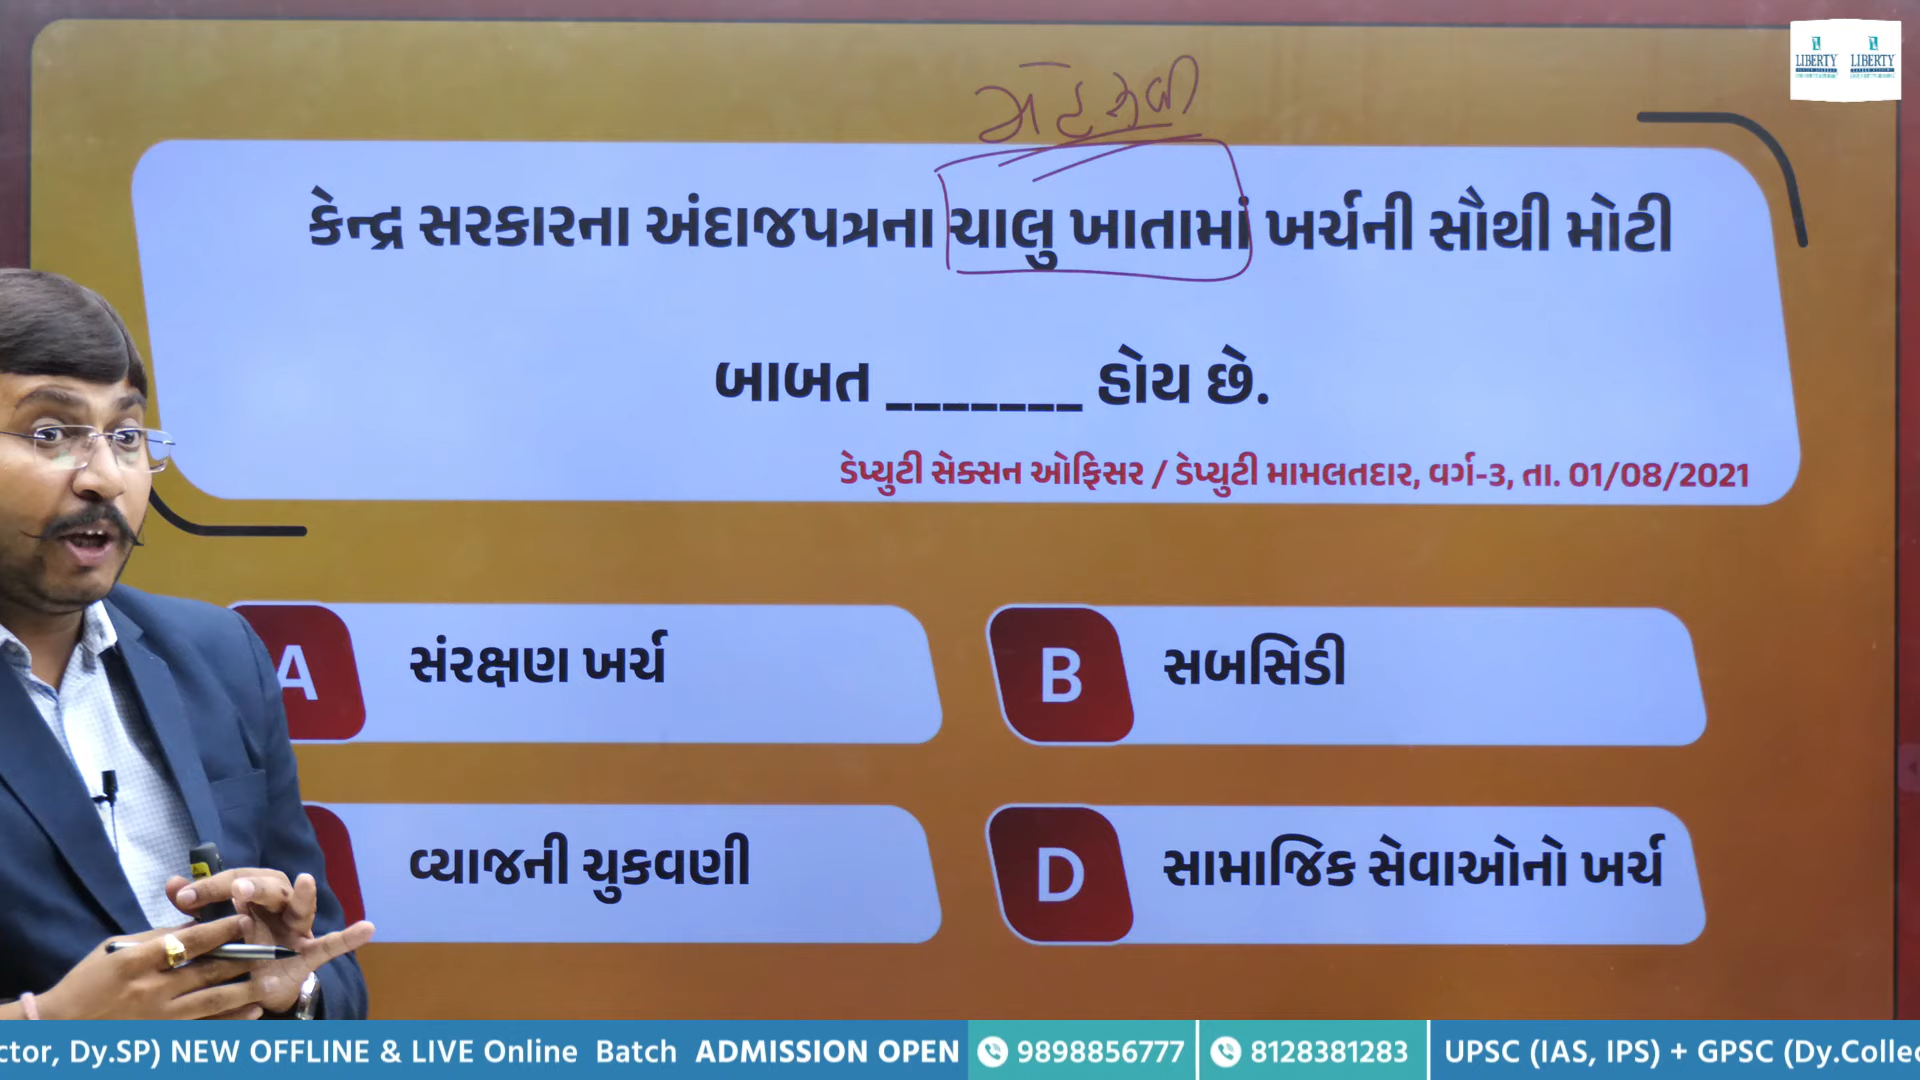 LIBERTY LIBERTY
કેન્દ્ર સરકારના અંદાજપત્રના ચાલુ ખાતામાં ખર્ચની સૌથી મોટી
બાબત _______ હોય છે.
ડેપ્યુટી સેક્સન ઓફિસર / ડેપ્યુટી મામલતદાર, વર્ગ-૩, તા. 01/08/2021
A સંરક્ષણ ખર્ચ
B સબસિડી
વ્યાજની ચુકવણી
D સામાજિક સેવાઓનો ખર્ચ
ctor, Dy.SP) NEW OFFLINE & LIVE Online Batch ADMISSION OPEN 9898856777 8128381283 UPSC (IAS, IPS) + GPSC (Dy.Collec